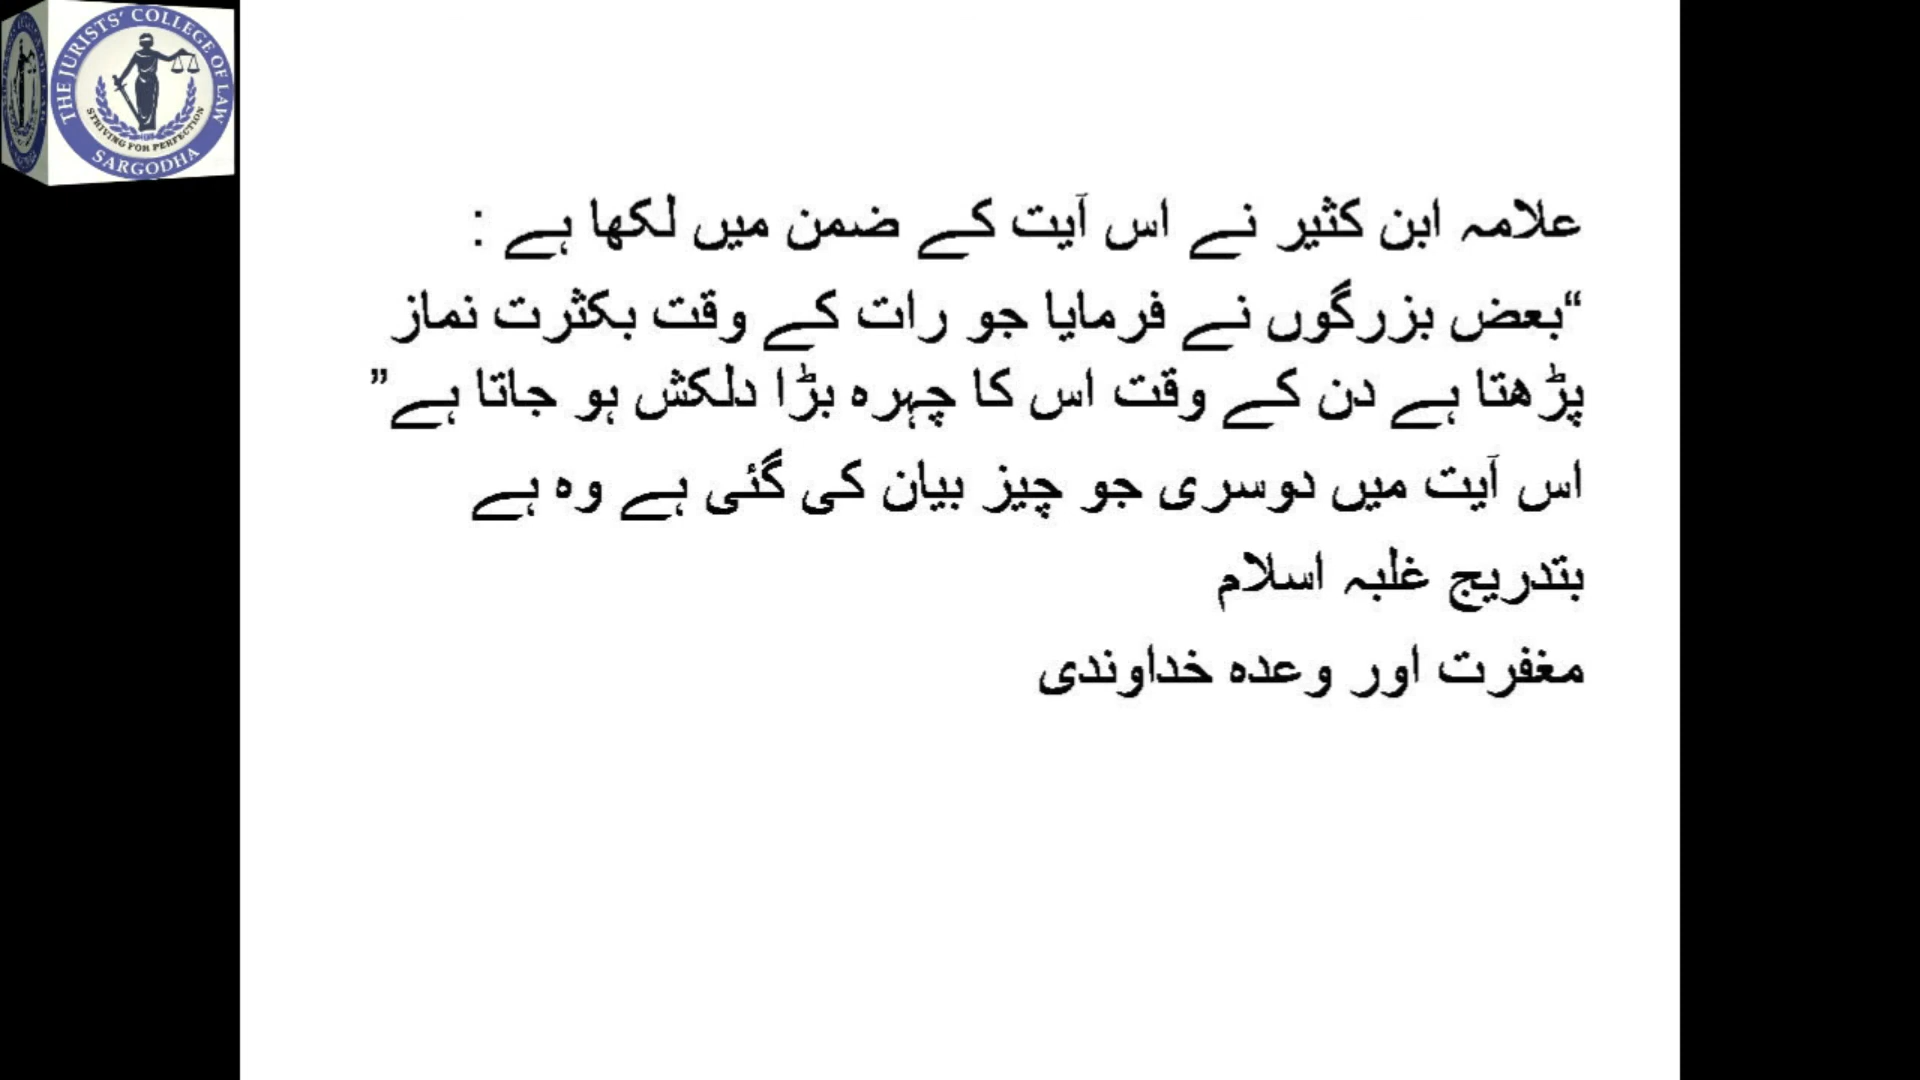 THE JURISTS' COLLEGE OF LAW
STRIVING FOR PERFECTION
SARGODHA
علامہ ابن کثیر نے اس آیت کے ضمن میں لکھا ہے :
“بعض بزرگوں نے فرمایا جو رات کے وقت بکثرت نماز
پڑھتا ہے دن کے وقت اس کا چہرہ بڑا دلکش ہو جاتا ہے”
اس آیت میں دوسری جو چیز بیان کی گئی ہے وہ ہے
بتدریج غلبہ اسلام
مغفرت اور وعدہ خداوندی